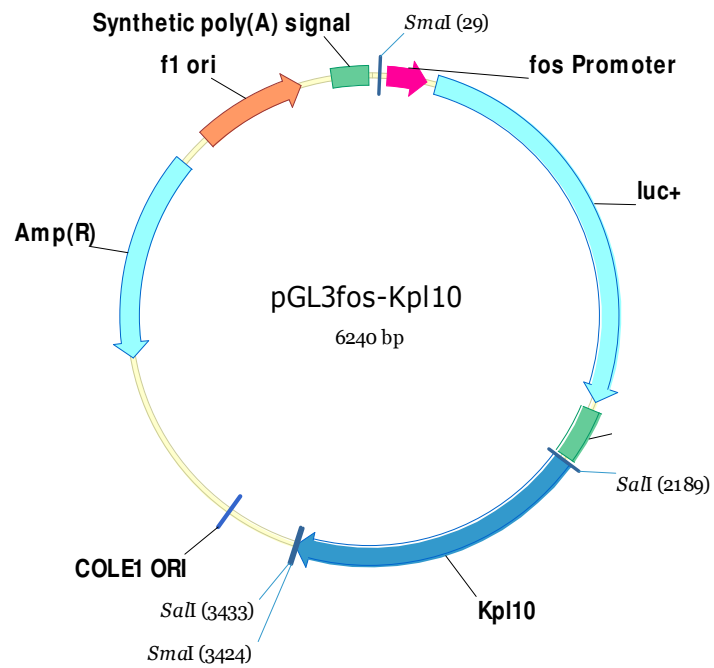 Synthetic poly(A) signal
SmaI (29)
f1 ori
fos Promoter
luc+
Amp(R)
pGL3fos-Kpl10
6240 bp
SalI (2189)
COLE1 ORI
SalI (3433)
Kpl10
SmaI (3424)